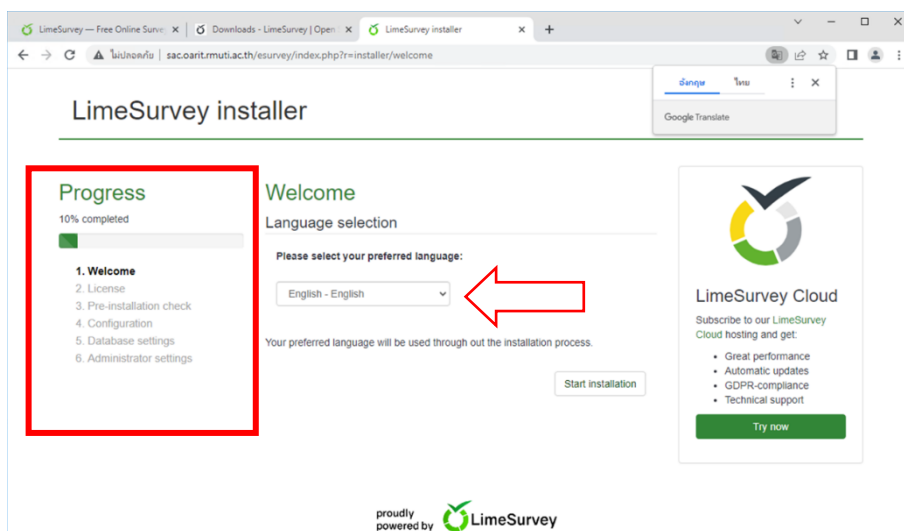 LimeSurvey — Free Online Surve
Downloads - LimeSurvey | Open
LimeSurvey installer
ไม่ปลอดภัย | sac.oarit.rmuti.ac.th/esurvey/index.php?r=installer/welcome
อังกฤษ ไทย
Google Translate
LimeSurvey installer
Progress
10% completed
1. Welcome
2. License
3. Pre-installation check
4. Configuration
5. Database settings
6. Administrator settings
Welcome
Language selection
Please select your preferred language:
English - English
Your preferred language will be used through out the installation process.
Start installation
LimeSurvey Cloud
Subscribe to our LimeSurvey
Cloud hosting and get:
• Great performance
• Automatic updates
• GDPR-compliance
• Technical support
Try now
proudly
powered by LimeSurvey